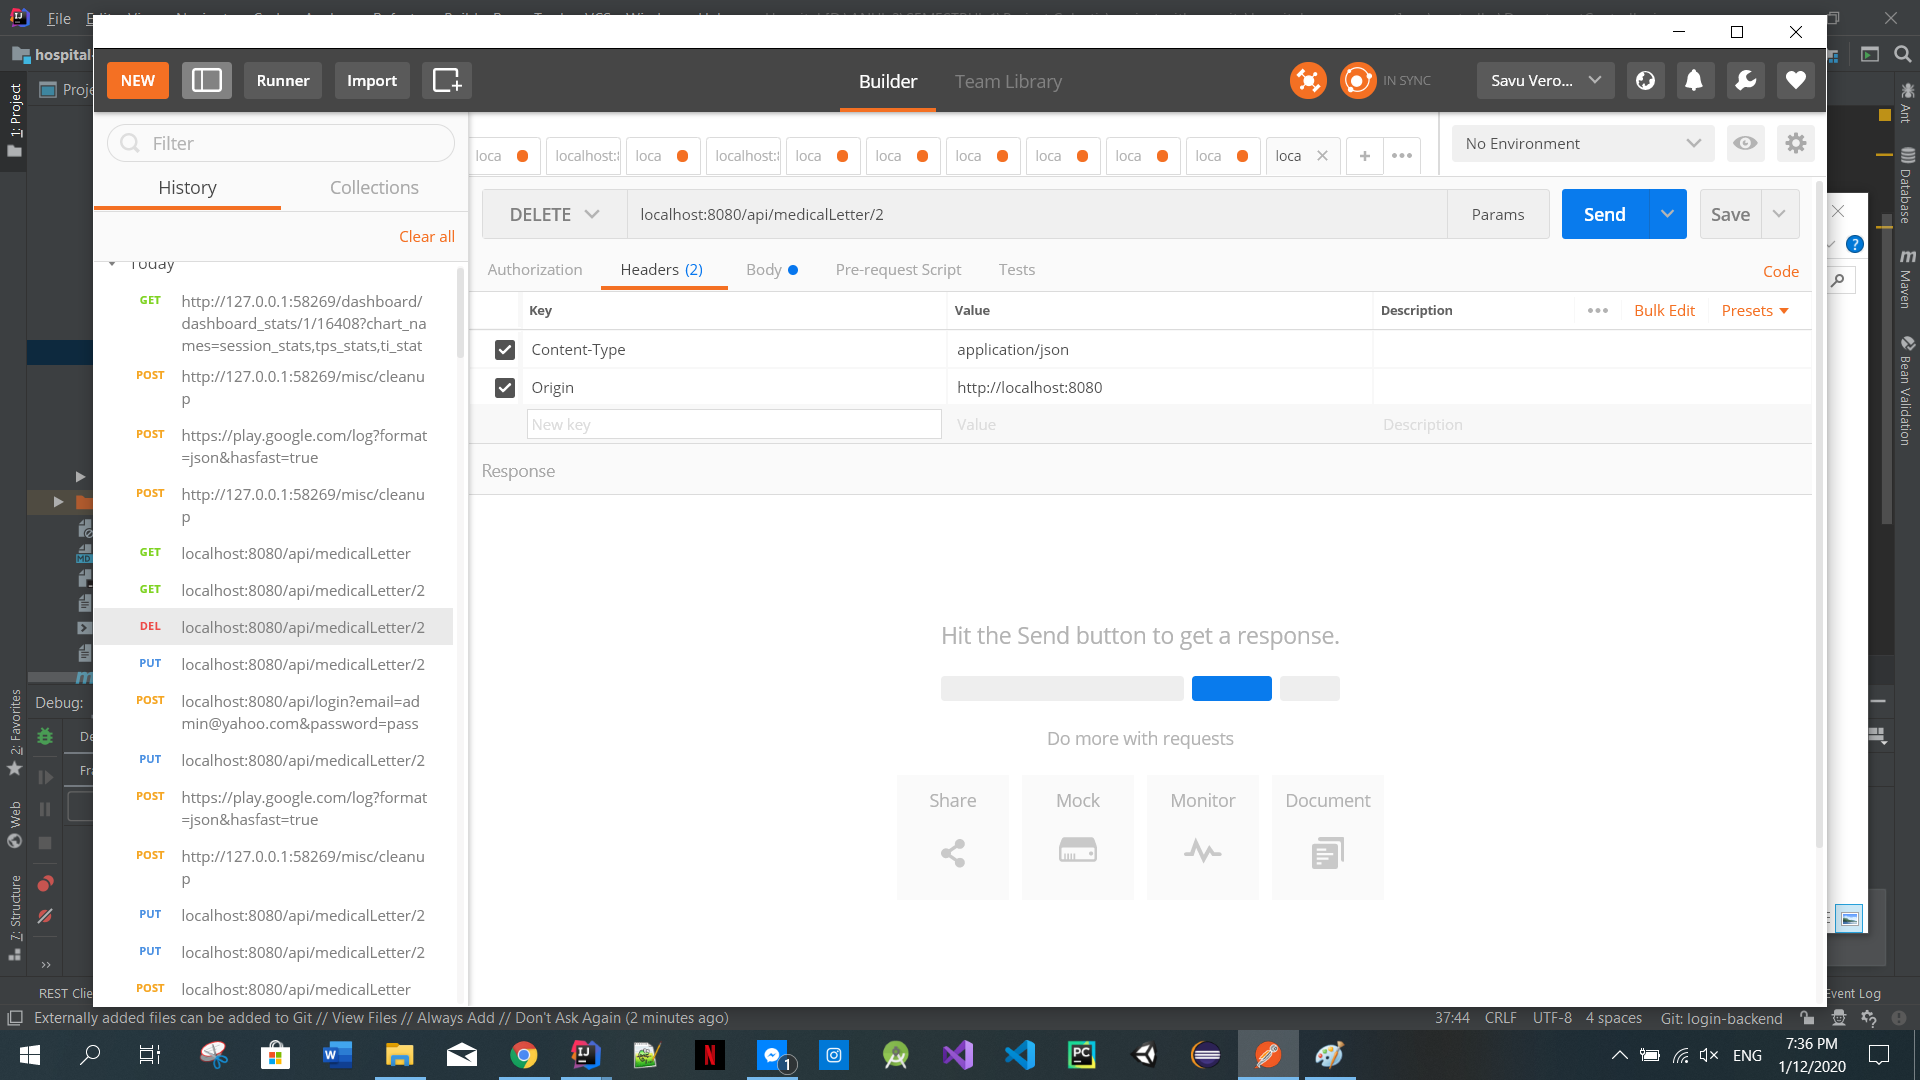 File
hospital-
NEW
Runner
Import
Builder
Team Library
IN SYNC
Savu Vero...
1: Project
Proje
Ant
Filter
History
Collections
Clear all
Today
GET
http://127.0.0.1:58269/dashboard/
dashboard_stats/1/16408?chart_na
mes=session_stats,tps_stats,ti_stat
POST
http://127.0.0.1:58269/misc/cleanu
p
POST
https://play.google.com/log?format
=json&hasfast=true
POST
http://127.0.0.1:58269/misc/cleanu
p
GET
localhost:8080/api/medicalLetter
GET
localhost:8080/api/medicalLetter/2
DEL
localhost:8080/api/medicalLetter/2
PUT
localhost:8080/api/medicalLetter/2
POST
localhost:8080/api/login?email=ad
min@yahoo.com&password=pass
PUT
localhost:8080/api/medicalLetter/2
POST
https://play.google.com/log?format
=json&hasfast=true
POST
http://127.0.0.1:58269/misc/cleanu
p
PUT
localhost:8080/api/medicalLetter/2
PUT
localhost:8080/api/medicalLetter/2
POST
localhost:8080/api/medicalLetter
loca
localhost:
loca
localhost:
loca
loca
loca
loca
loca
loca
loca
No Environment
DELETE
localhost:8080/api/medicalLetter/2
Params
Send
Save
Authorization
Headers (2)
Body
Pre-request Script
Tests
Code
Key
Value
Description
Bulk Edit
Presets
Content-Type
application/json
Origin
http://localhost:8080
New key
Value
Description
Response
Hit the Send button to get a response.
Do more with requests
Share
Mock
Monitor
Document
Database
m
Maven
Bean Validation
2: Favorites
Web
7: Structure
Debug:
De
Fra
REST Clie
Event Log
Externally added files can be added to Git // View Files // Always Add // Don't Ask Again (2 minutes ago)
37:44
CRLF
UTF-8
4 spaces
Git: login-backend
1
ENG
7:36 PM
1/12/2020